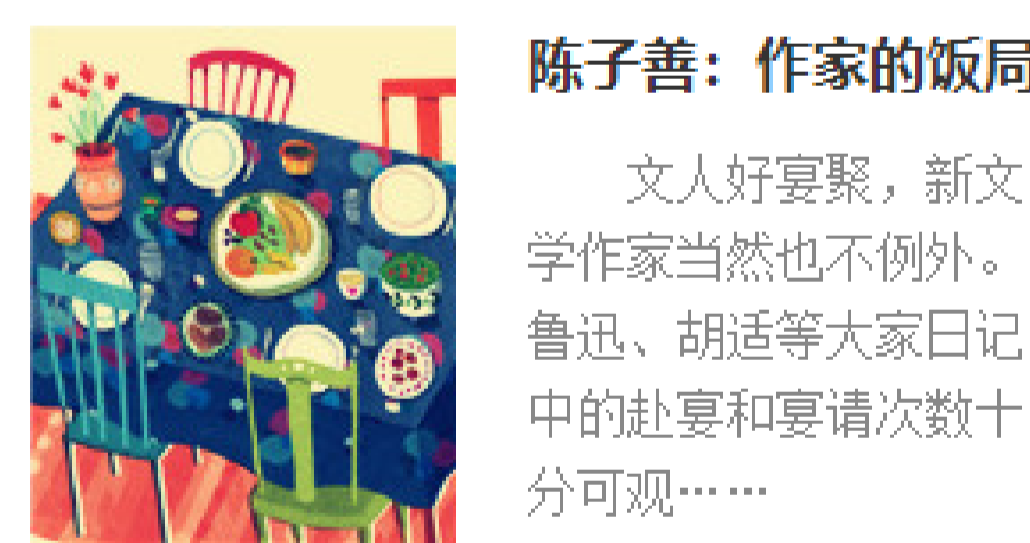 陈子善：作家的饭局
文人好宴聚，新文
学作家当然也不例外。
鲁迅、胡适等大家日记
中的赴宴和宴请次数十
分可观……